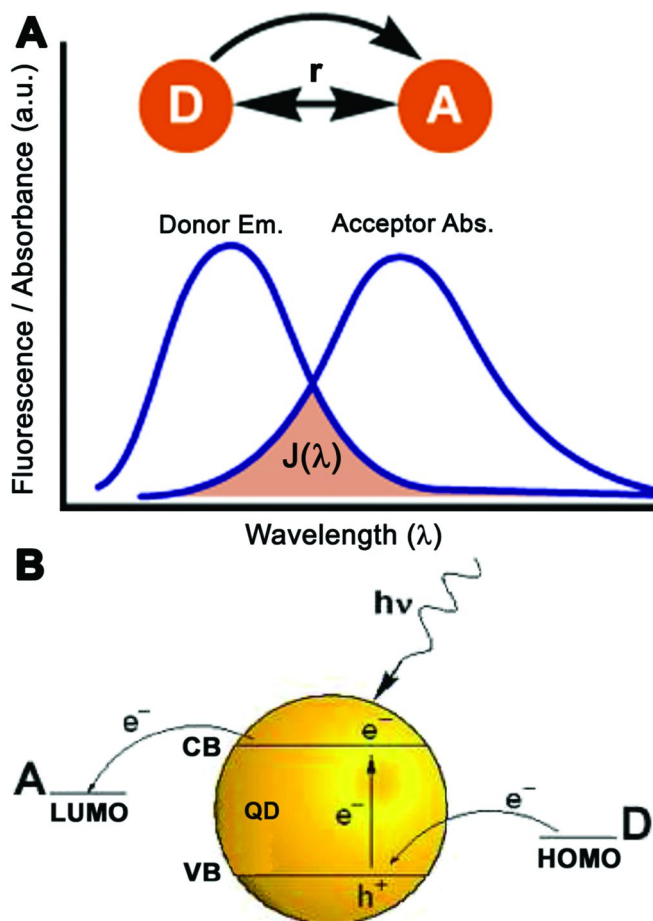 A
r
D
A
Donor Em.
Acceptor Abs.
Fluorescence / Absorbance (a.u.)
J(λ)
Wavelength (λ)
B
hν
e⁻
CB
e⁻
A
LUMO
QD
e⁻
e⁻
D
HOMO
VB
h⁺